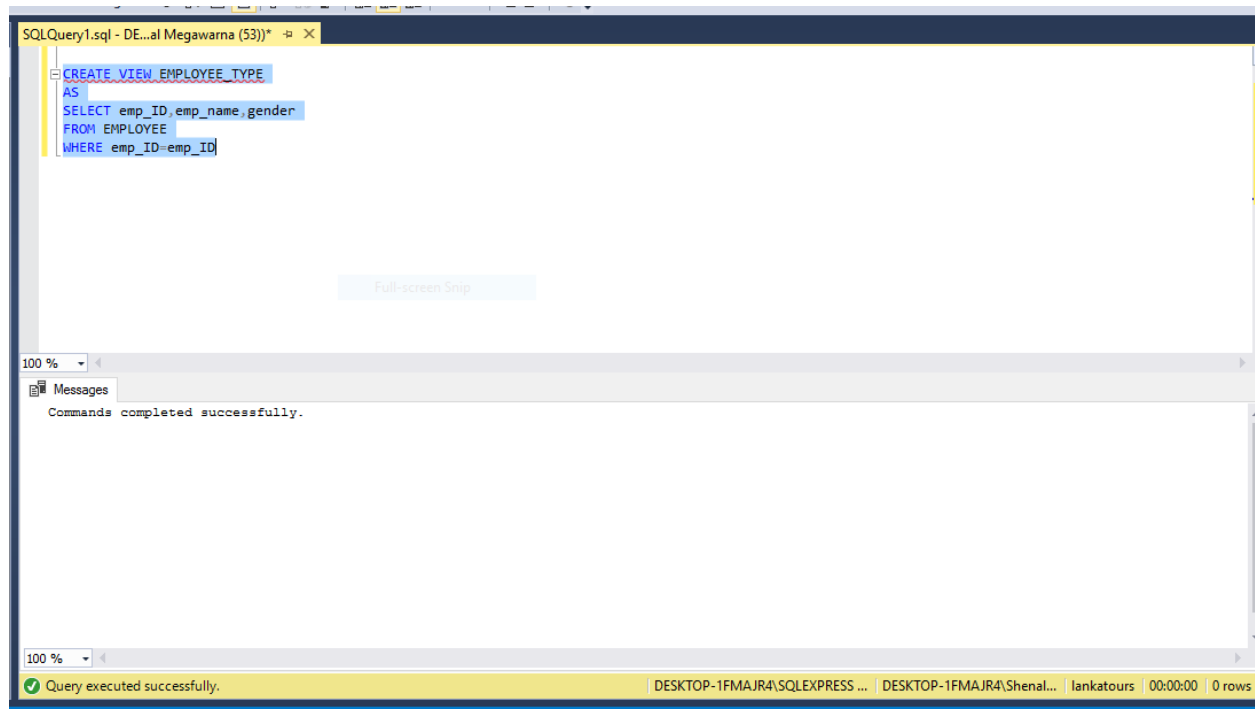 SQLQuery1.sql - DE...al Megawarna (53))*
CREATE VIEW EMPLOYEE_TYPE
AS
SELECT emp_ID,emp_name,gender
FROM EMPLOYEE
WHERE emp_ID=emp_ID
Full-screen Snip
100 %
Messages
Commands completed successfully.
100 %
Query executed successfully. DESKTOP-1FMAJR4\SQLEXPRESS ... DESKTOP-1FMAJR4\Shenal... lankatours 00:00:00 0 rows